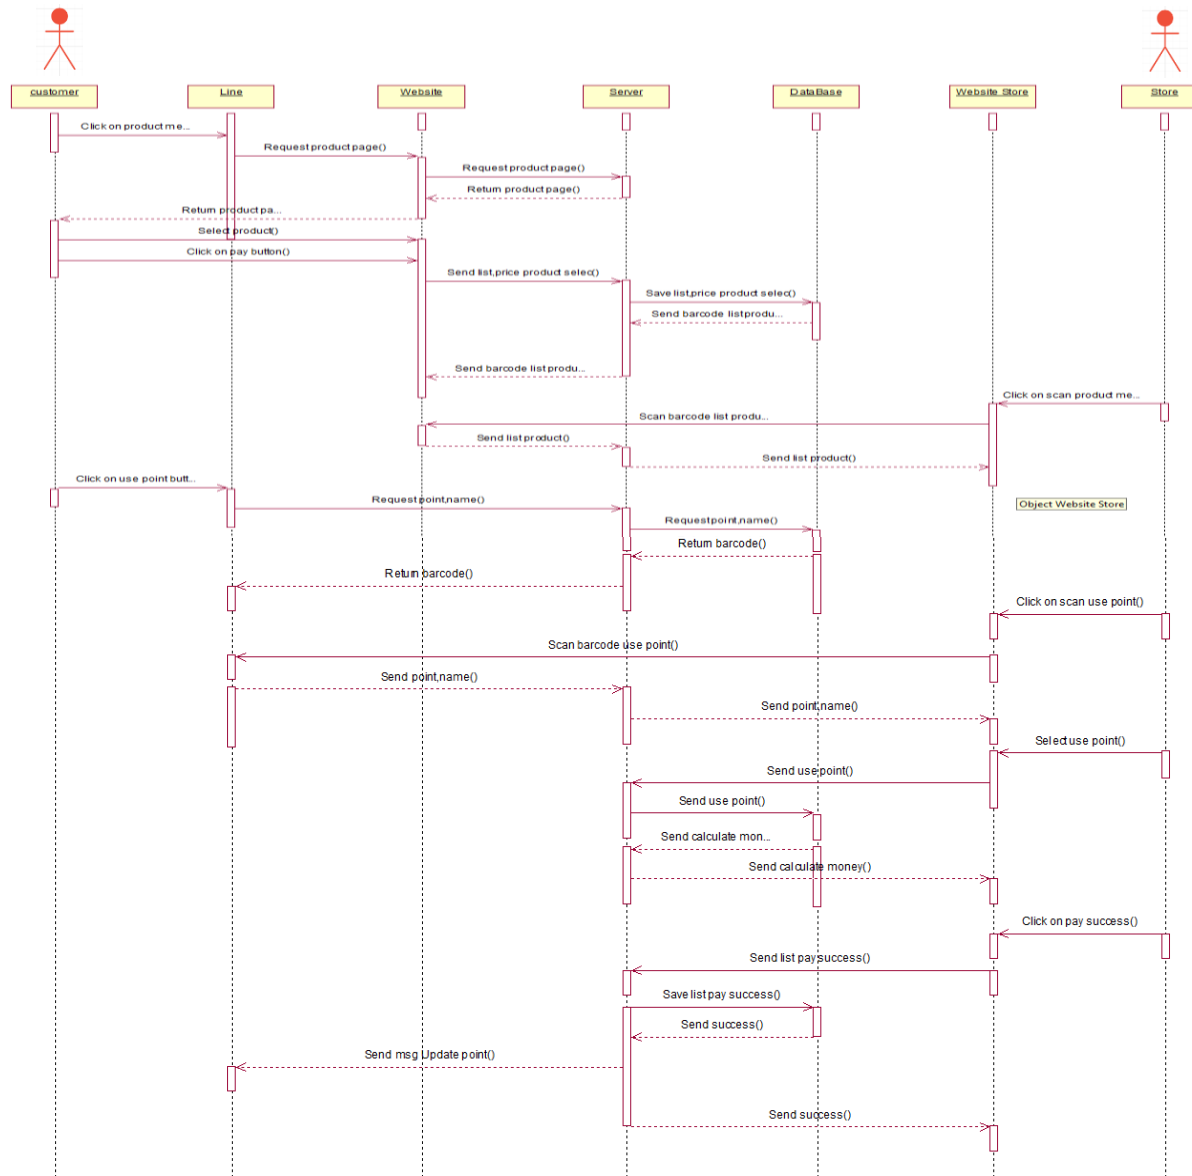 customer
Line
Website
Server
DataBase
Website Store
Store
Click on product me...
Request product page()
Request product page()
Return product page()
Return product pa...
Select product()
Click on pay button()
Send list,price product selec()
Save list,price product selec()
Send barcode list produ...
Send barcode list produ...
Click on scan product me...
Scan barcode list produ...
Send list product()
Send list product()
Click on use point butt...
Request point,name()
Object Website Store
Request point,name()
Return barcode()
Return barcode()
Click on scan use point()
Scan barcode use point()
Send point,name()
Send point,name()
Select use point()
Send use point()
Send use point()
Send calculate mon...
Send calculate money()
Click on pay success()
Send list pay success()
Save list pay success()
Send success()
Send msg Update point()
Send success()